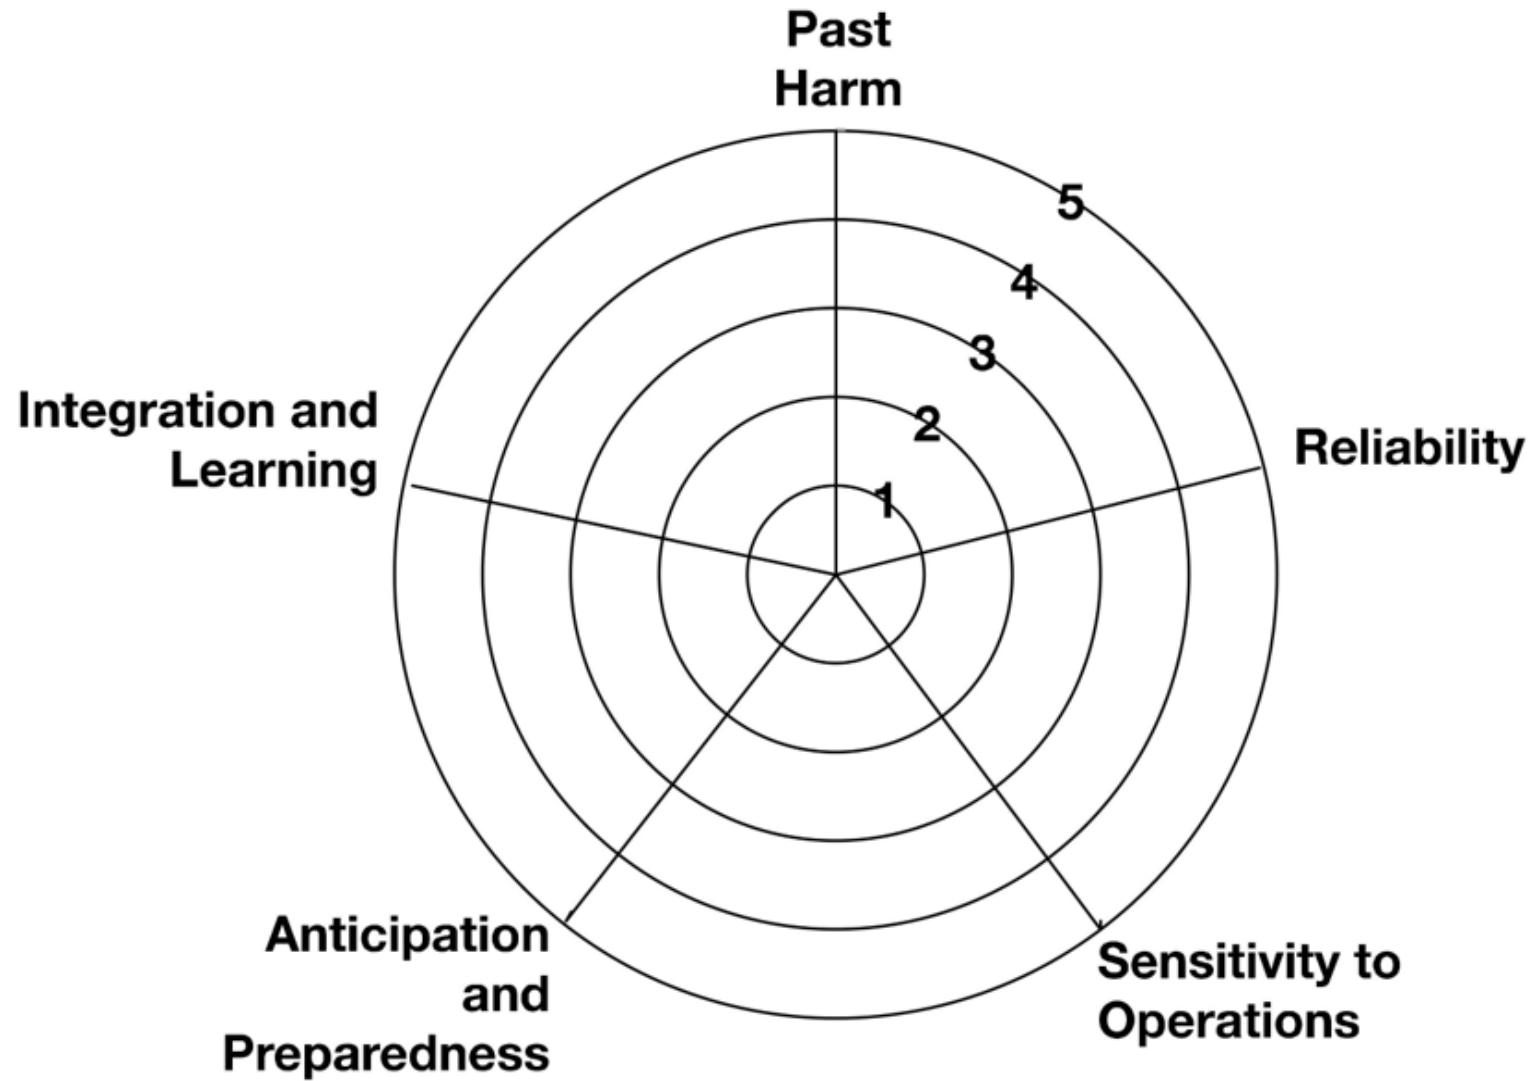 Past
Harm
5
4
3
2
1
Integration and
Learning
Reliability
Anticipation
and
Preparedness
Sensitivity to
Operations